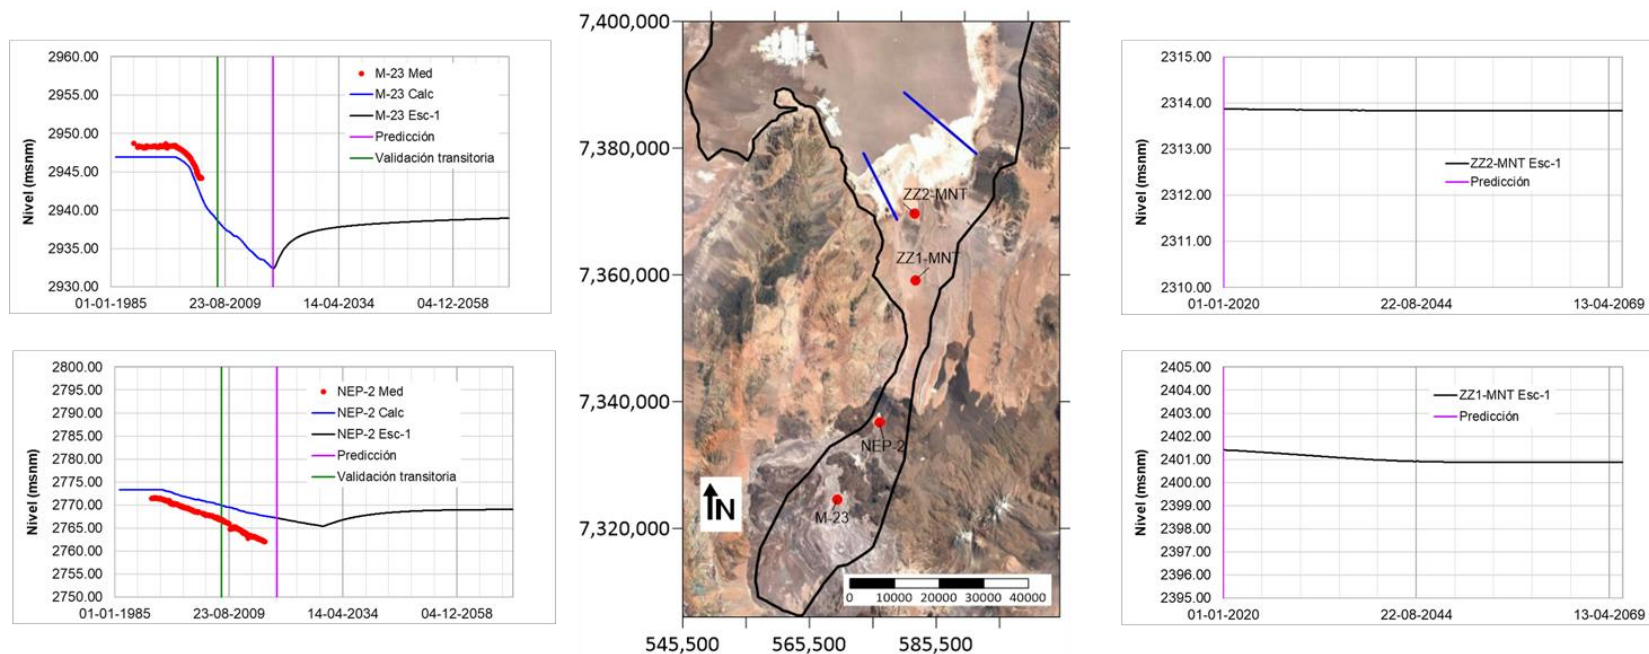 2960.00
2955.00
2950.00
2945.00
2940.00
2935.00
2930.00
Nivel (msnm)
01-01-1985
23-08-2009
14-04-2034
04-12-2058
M-23 Med
M-23 Calc
M-23 Esc-1
Predicción
Validación transitoria
2800.00
2795.00
2790.00
2785.00
2780.00
2775.00
2770.00
2765.00
2760.00
2755.00
2750.00
Nivel (msnm)
01-01-1985
23-08-2009
14-04-2034
04-12-2058
NEP-2 Med
NEP-2 Calc
NEP-2 Esc-1
Predicción
Validación transitoria
7,400,000
7,380,000
7,360,000
7,340,000
7,320,000
545,500
565,500
585,500
ZZ2-MNT
ZZ1-MNT
NEP-2
M-23
N
0
10000
20000
30000
40000
2315.00
2314.00
2313.00
2312.00
2311.00
2310.00
Nivel (msnm)
01-01-2020
22-08-2044
13-04-2069
ZZ2-MNT Esc-1
Predicción
2405.00
2404.00
2403.00
2402.00
2401.00
2400.00
2399.00
2398.00
2397.00
2396.00
2395.00
Nivel (msnm)
01-01-2020
22-08-2044
13-04-2069
ZZ1-MNT Esc-1
Predicción